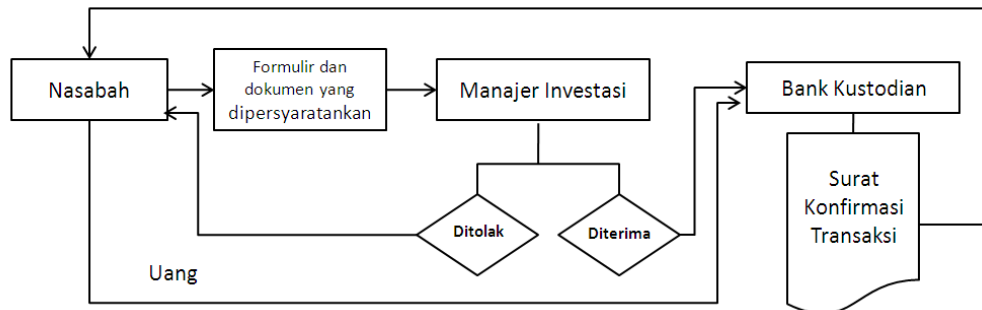 Nasabah
Formulir dan
dokumen yang
dipersyaratankan
Manajer Investasi
Bank Kustodian
Surat
Konfirmasi
Transaksi
Ditolak
Diterima
Uang